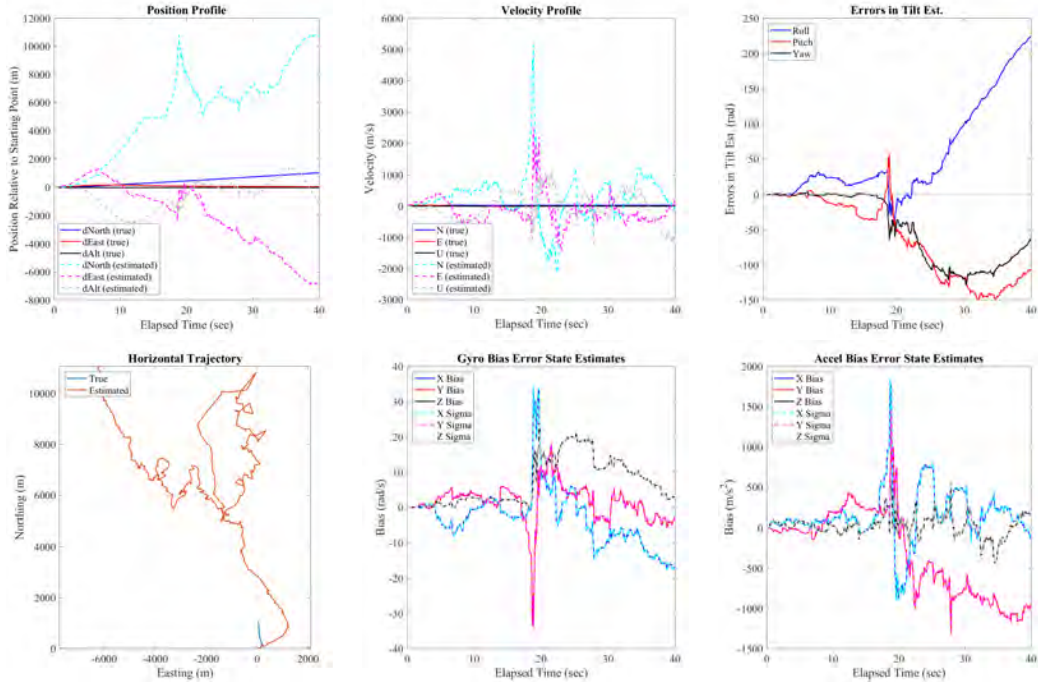 Position Profile
Position Relative to Starting Point (m)
12000
10000
8000
6000
4000
2000
0
-2000
-4000
-6000
-8000
dNorth (true)
dEast (true)
dAlt (true)
dNorth (estimated)
dEast (estimated)
dAlt (estimated)
0 10 20 30 40
Elapsed Time (sec)
Velocity Profile
Velocity (m/s)
6000
5000
4000
3000
2000
1000
0
-1000
-2000
-3000
N (true)
E (true)
U (true)
N (estimated)
E (estimated)
U (estimated)
0 10 20 30 40
Elapsed Time (sec)
Errors in Tilt Est.
Errors in Tilt Est. (rad)
250
200
150
100
50
0
-50
-100
-150
Roll
Pitch
Yaw
0 10 20 30 40
Elapsed Time (sec)
Horizontal Trajectory
Northing (m)
10000
8000
6000
4000
2000
0
True
Estimated
-6000 -4000 -2000 0 2000
Easting (m)
Gyro Bias Error State Estimates
Bias (rad/s)
40
30
20
10
0
-10
-20
-30
-40
X Bias
Y Bias
Z Bias
X Sigma
Y Sigma
Z Sigma
0 10 20 30 40
Elapsed Time (sec)
Accel Bias Error State Estimates
Bias (m/s²)
2000
1500
1000
500
0
-500
-1000
-1500
X Bias
Y Bias
Z Bias
X Sigma
Y Sigma
Z Sigma
0 10 20 30 40
Elapsed Time (sec)